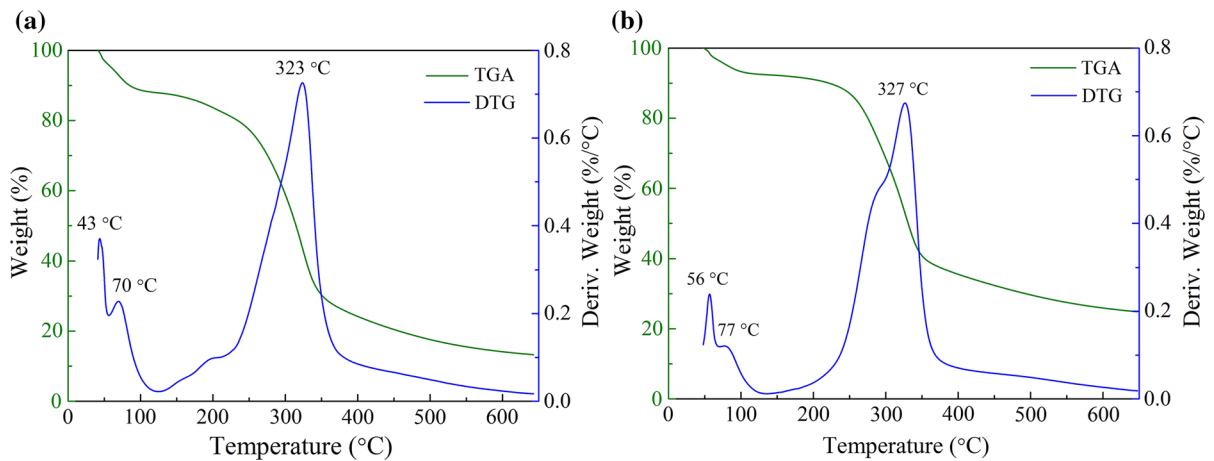 (a)
100
80
60
40
20
0
Weight (%)
0 100 200 300 400 500 600
Temperature (°C)
0.8
0.6
0.4
0.2
0.0
Deriv. Weight (%/°C)
323 °C
43 °C
70 °C
TGA
DTG
(b)
100
80
60
40
20
0
Weight (%)
0 100 200 300 400 500 600
Temperature (°C)
0.8
0.6
0.4
0.2
0.0
Deriv. Weight (%/°C)
327 °C
56 °C
77 °C
TGA
DTG